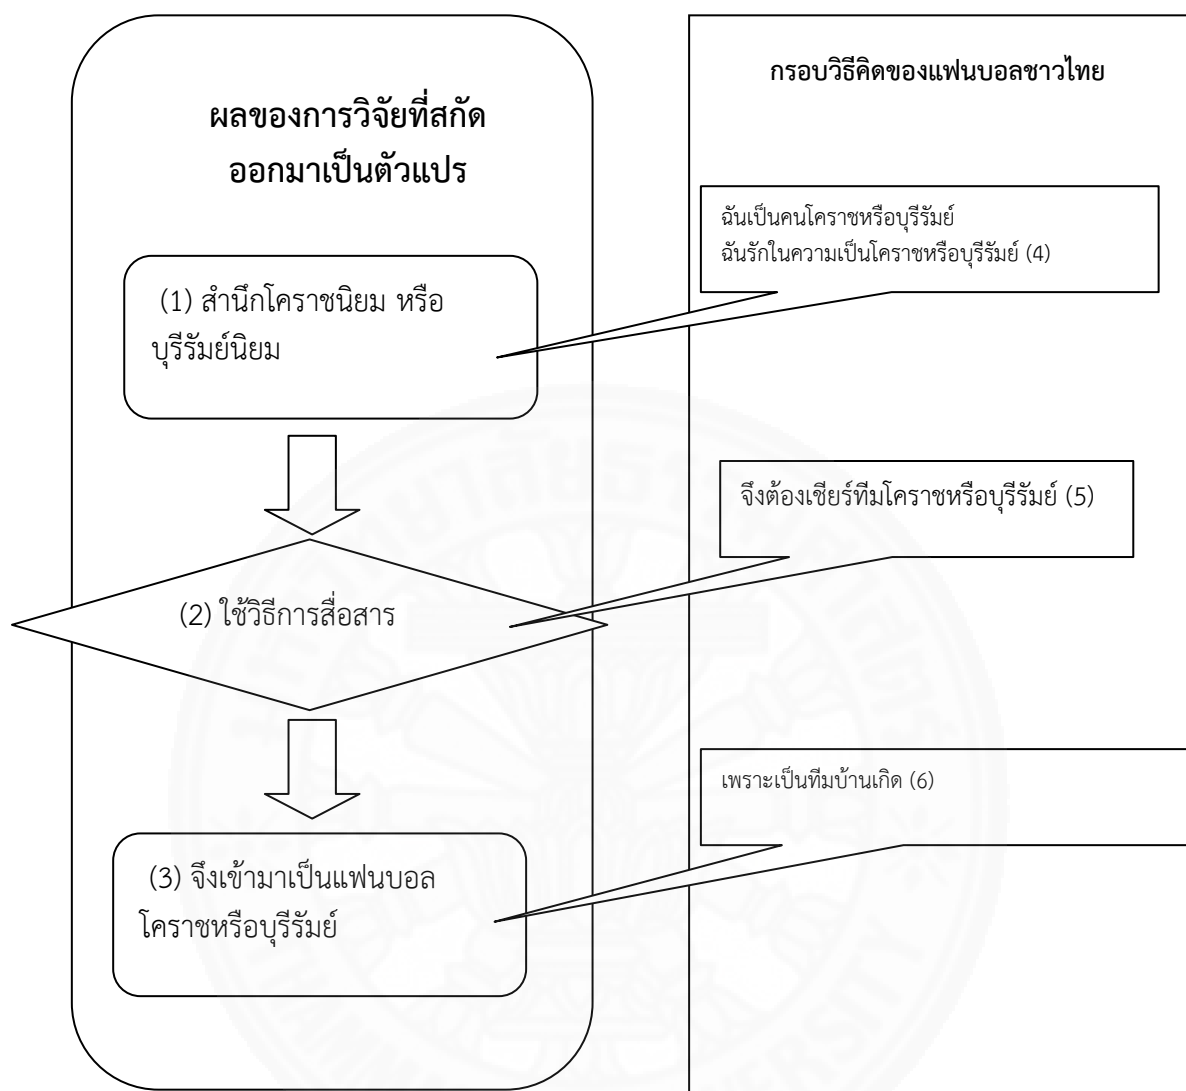 ผลของการวิจัยที่สกัด
ออกมาเป็นตัวแปร
(1) สำนึกโคราชนิยม หรือ
บุรีรัมย์นิยม
(2) ใช้วิธีการสื่อสาร
(3) จึงเข้ามาเป็นแฟนบอล
โคราชหรือบุรีรัมย์
กรอบวิธีคิดของแฟนบอลชาวไทย
ฉันเป็นคนโคราชหรือบุรีรัมย์
ฉันรักในความเป็นโคราชหรือบุรีรัมย์ (4)
จึงต้องเชียร์ทีมโคราชหรือบุรีรัมย์ (5)
เพราะเป็นทีมบ้านเกิด (6)